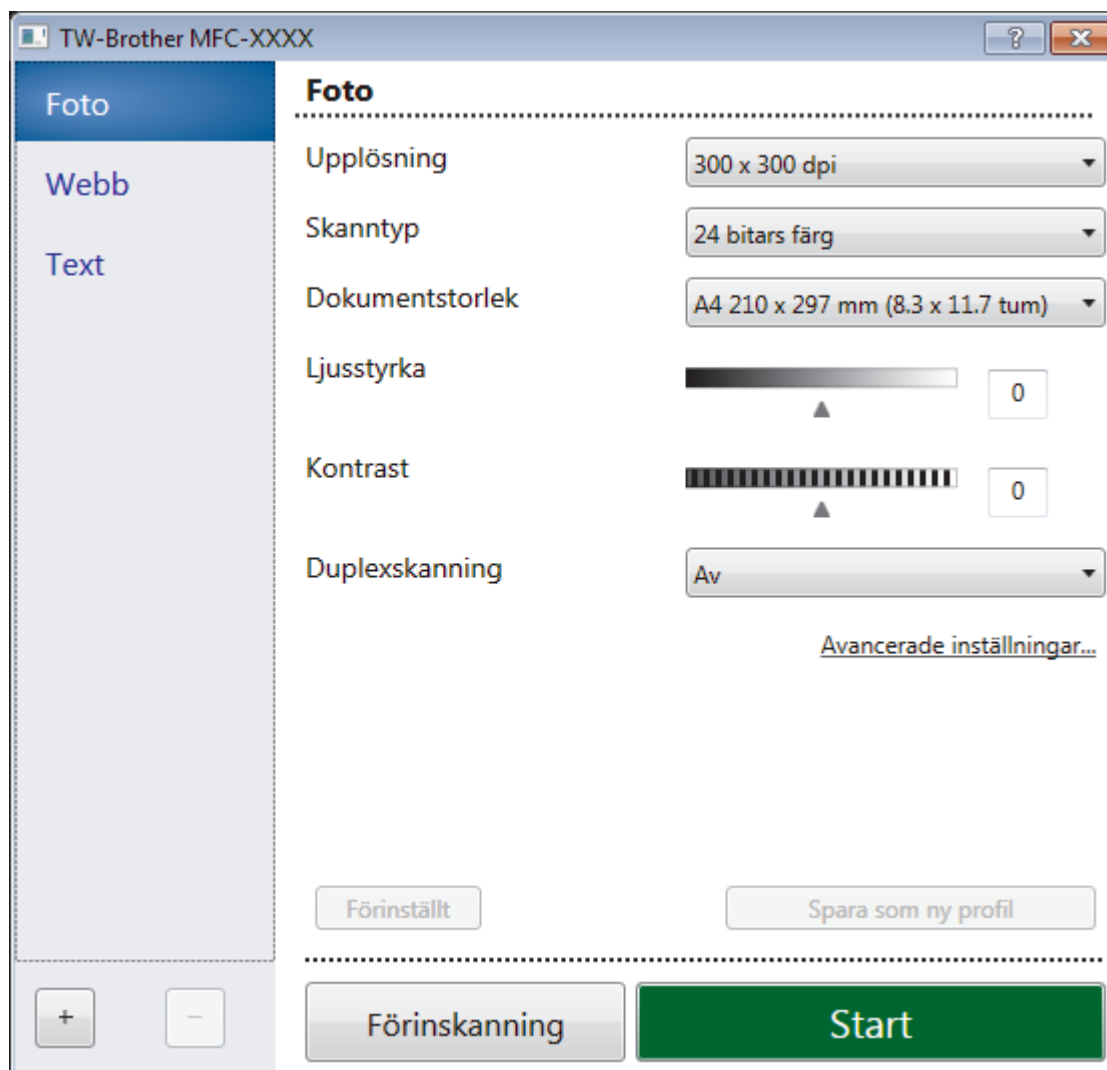 TW-Brother MFC-XXXX
Foto
Webb
Text
Foto
Upplösning 300 x 300 dpi
Skanntyp 24 bitars färg
Dokumentstorlek A4 210 x 297 mm (8.3 x 11.7 tum)
Ljusstyrka 0
Kontrast 0
Duplexskanning Av
Avancerade inställningar...
Förinställt Spara som ny profil
+ − Förinskanning Start